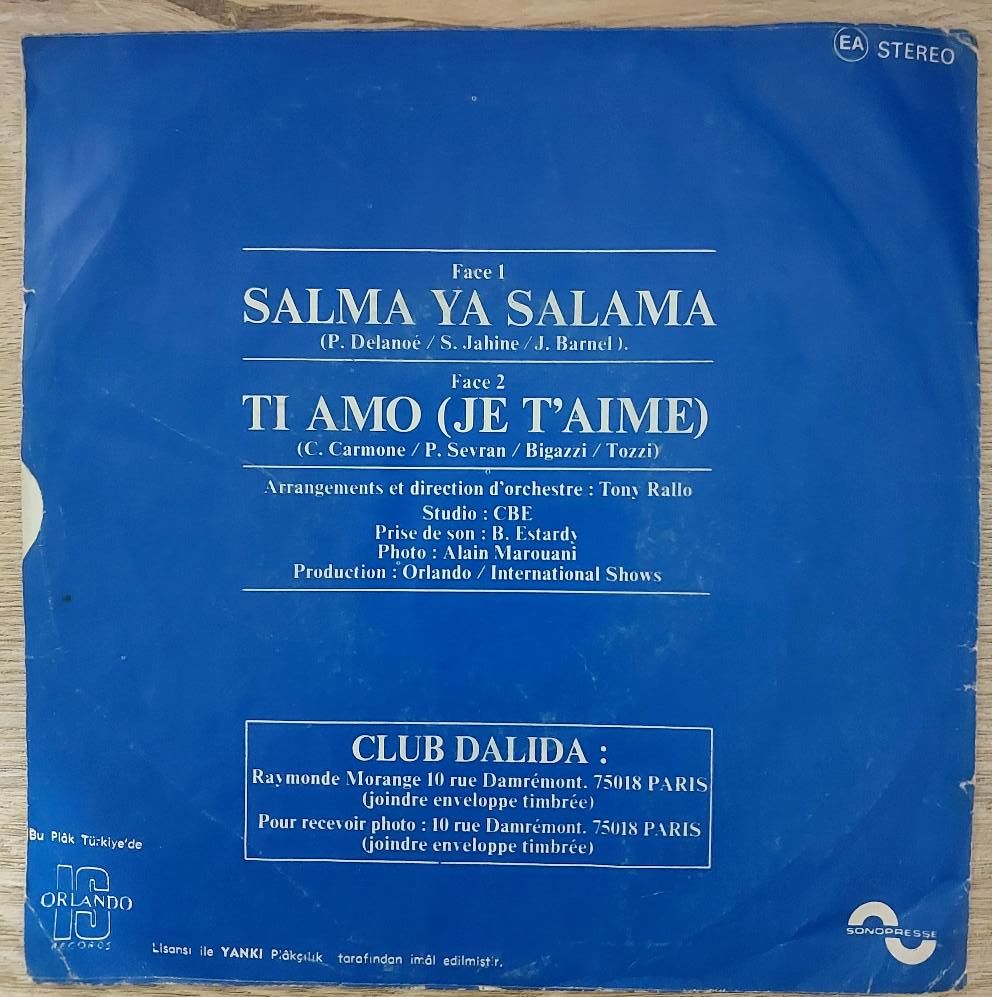 EA STEREO
Face 1
SALMA YA SALAMA
(P. Delanoé / S. Jahine / J. Barnel ).
Face 2
TI AMO (JE T'AIME)
(C. Carmone / P. Sevran / Bigazzi / Tozzi)
Arrangements et direction d'orchestre : Tony Rallo
Studio : CBE
Prise de son : B. Estardy
Photo : Alain Marouani
Production : Orlando / International Shows
CLUB DALIDA :
Raymonde Morange 10 rue Damrémont. 75018 PARIS
(joindre enveloppe timbrée)
Pour recevoir photo : 10 rue Damrémont. 75018 PARIS
(joindre enveloppe timbrée)
Bu Plâk Türkiye'de
IS
ORLANDO
RECORDS
Lisansı ile YANKI Plâkçılık tarafından imâl edilmiştir.
SONOPRESSE